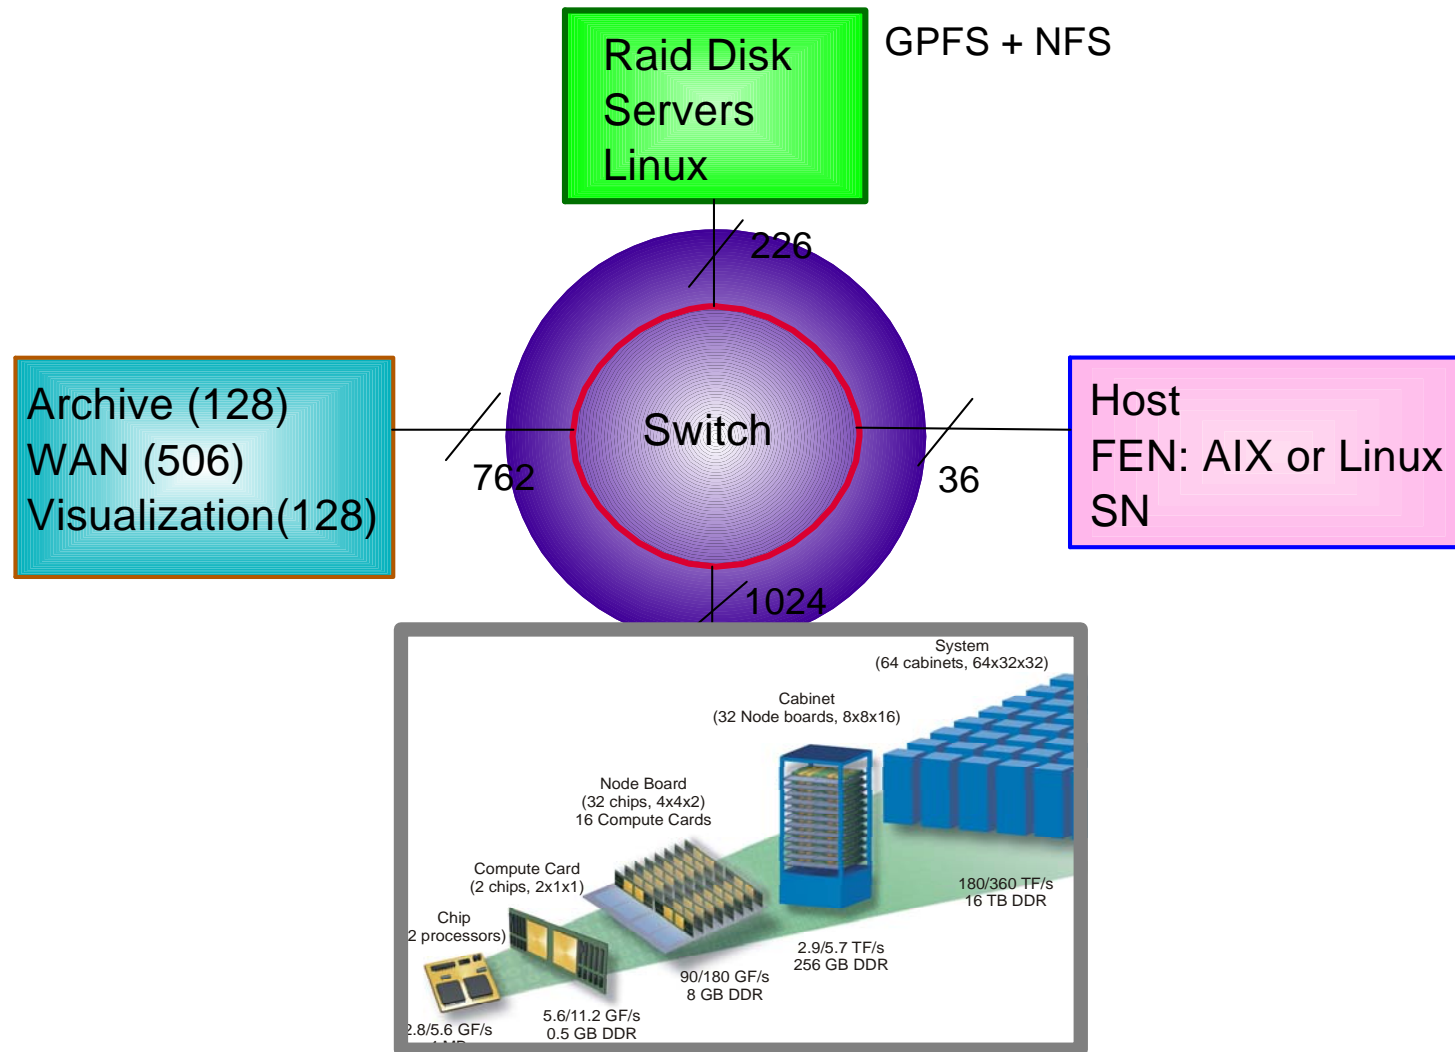 Raid Disk
Servers
Linux
GPFS + NFS
226
Archive (128)
WAN (506)
Visualization(128)
762
Switch
36
Host
FEN: AIX or Linux
SN
1024
System
(64 cabinets, 64x32x32)
Cabinet
(32 Node boards, 8x8x16)
Node Board
(32 chips, 4x4x2)
16 Compute Cards
Compute Card
(2 chips, 2x1x1)
Chip
2 processors)
180/360 TF/s
16 TB DDR
2.9/5.7 TF/s
256 GB DDR
90/180 GF/s
8 GB DDR
5.6/11.2 GF/s
0.5 GB DDR
2.8/5.6 GF/s